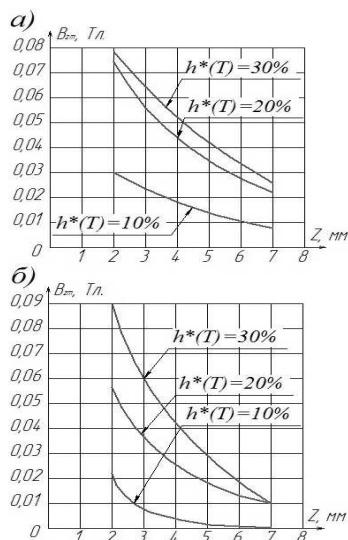 а)
0,08 Bzm, Тл.
0,07
h*(T)=30%
0,06
h*(T)=20%
0,05
0,04
0,03
0,02
0,01
h*(T)=10%
Z, мм
0 1 2 3 4 5 6 7 8
б)
0,09 Bzm, Тл.
0,08
0,07
h*(T)=30%
0,06
0,05
h*(T)=20%
0,04
h*(T)=10%
0,03
0,02
0,01
Z, мм
0 1 2 3 4 5 6 7 8